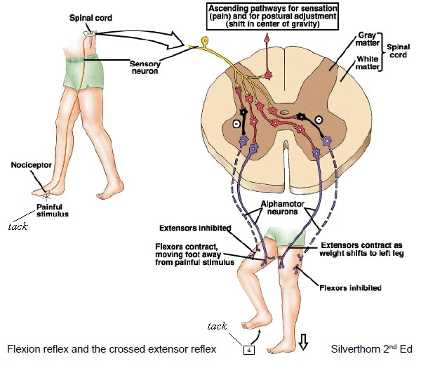 Ascending pathways for sensation
(pain) and for postural adjustment
(shift in center of gravity)
Spinal cord
Sensory
neuron
Gray
matter
White
matter
Spinal
cord
Nociceptor
Painful
stimulus
tack
Alphamotor
neurons
Extensors inhibited
Flexors contract,
moving foot away
from painful stimulus
Extensors contract as
weight shifts to left leg
Flexors inhibited
tack
Flexion reflex and the crossed extensor reflex
Silverthorn 2nd Ed